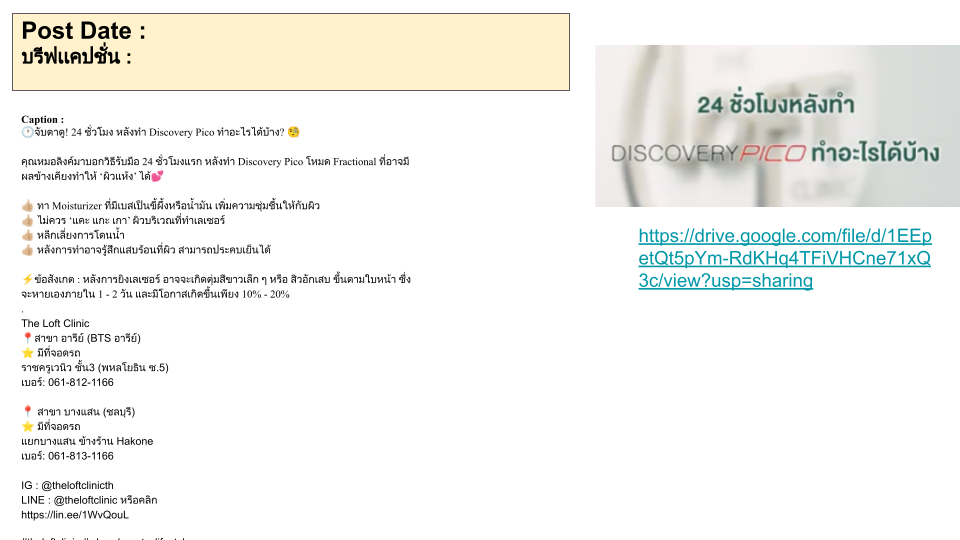 Post Date :
บรีฟแคปชั่น :
Caption :
🕑จับตาดู! 24 ชั่วโมง หลังทำ Discovery Pico ทำอะไรได้บ้าง? 🧐
คุณหมอลิงค์มาบอกวิธีรับมือ 24 ชั่วโมงแรก หลังทำ Discovery Pico โหมด Fractional ที่อาจมี
ผลข้างเคียงทำให้ ‘ผิวแห้ง’ ได้💕
👍🏼 ทา Moisturizer ที่มีเบสเป็นขี้ผึ้งหรือน้ำมัน เพิ่มความชุ่มชื้นให้กับผิว
👍🏼 ไม่ควร ‘แคะ แกะ เกา’ ผิวบริเวณที่ทำเลเซอร์
👍🏼 หลีกเลี่ยงการโดนน้ำ
👍🏼 หลังการทำอาจรู้สึกแสบร้อนที่ผิว สามารถประคบเย็นได้
⚡ข้อสังเกต : หลังการยิงเลเซอร์ อาจจะเกิดตุ่มสีขาวเล็ก ๆ หรือ สิวอักเสบ ขึ้นตามใบหน้า ซึ่ง
จะหายเองภายใน 1 - 2 วัน และมีโอกาสเกิดขึ้นเพียง 10% - 20%
.
The Loft Clinic
📍สาขา อารีย์ (BTS อารีย์)
⭐ มีที่จอดรถ
ราชครูเวนิว ชั้น3 (พหลโยธิน ซ.5)
เบอร์: 061-812-1166
📍 สาขา บางแสน (ชลบุรี)
⭐ มีที่จอดรถ
แยกบางแสน ข้างร้าน Hakone
เบอร์: 061-813-1166
IG : @theloftclinicth
LINE : @theloftclinic หรือคลิก
https://lin.ee/1WvQouL
24 ชั่วโมงหลังทำ
DISCOVERY PICO ทำอะไรได้บ้าง
https://drive.google.com/file/d/1EEp
etQt5pYm-RdKHq4TFiVHCne71xQ
3c/view?usp=sharing